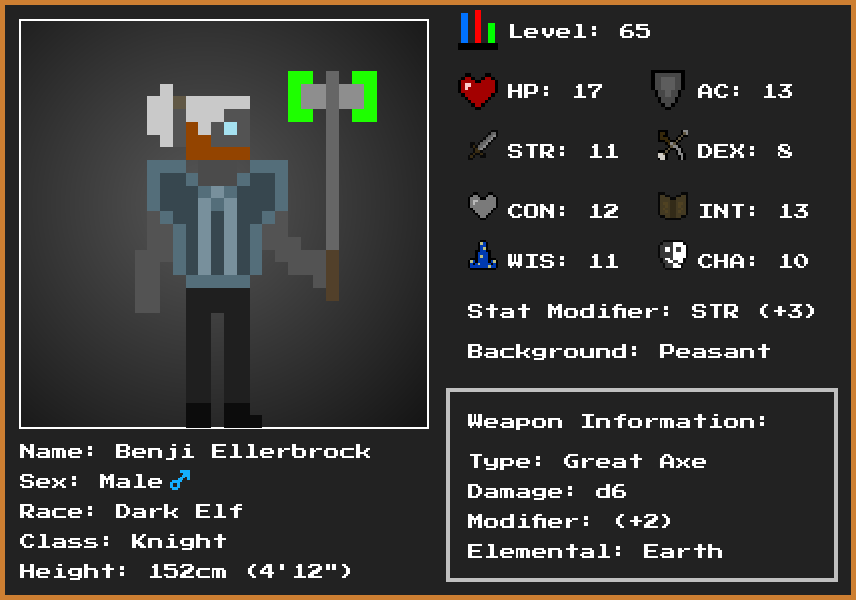 Level: 65
HP: 17
AC: 13
STR: 11
DEX: 8
CON: 12
INT: 13
WIS: 11
CHA: 10
Stat Modifier: STR (+3)
Background: Peasant
Name: Benji Ellerbrock
Sex: Male♂
Race: Dark Elf
Class: Knight
Height: 152cm (4'12")
Weapon Information:
Type: Great Axe
Damage: d6
Modifier: (+2)
Elemental: Earth